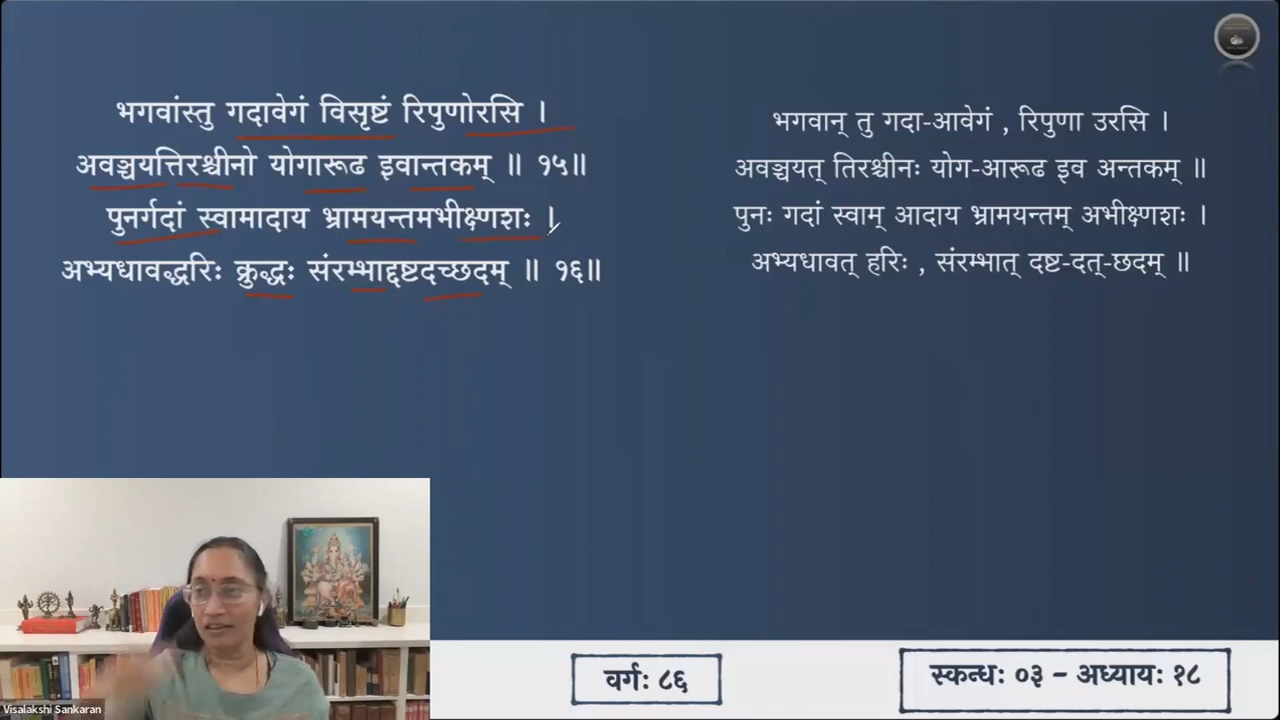 भगवांस्तु गदावेगं विसृष्टं रिपुणोरसि ।
अवञ्चयत्तिरश्चीनो योगारूढ इवान्तकम् ॥ १५॥
पुनर्गदां स्वामादाय भ्रामयन्तमभीक्ष्णशः ।
अभ्यधावद्धरिः क्रुद्धः संरम्भाद्दष्टदच्छदम् ॥ १६॥
भगवान् तु गदा-आवेगं , रिपुणा उरसि ।
अवञ्चयत् तिरश्चीनः योग-आरूढ इव अन्तकम् ॥
पुनः गदां स्वाम् आदाय भ्रामयन्तम् अभीक्ष्णशः ।
अभ्यधावत् हरिः , संरम्भात् दष्ट-दत्-छदम् ॥
वर्गः ८६
स्कन्धः ०३ - अध्यायः १८
Visalakshi Sankaran